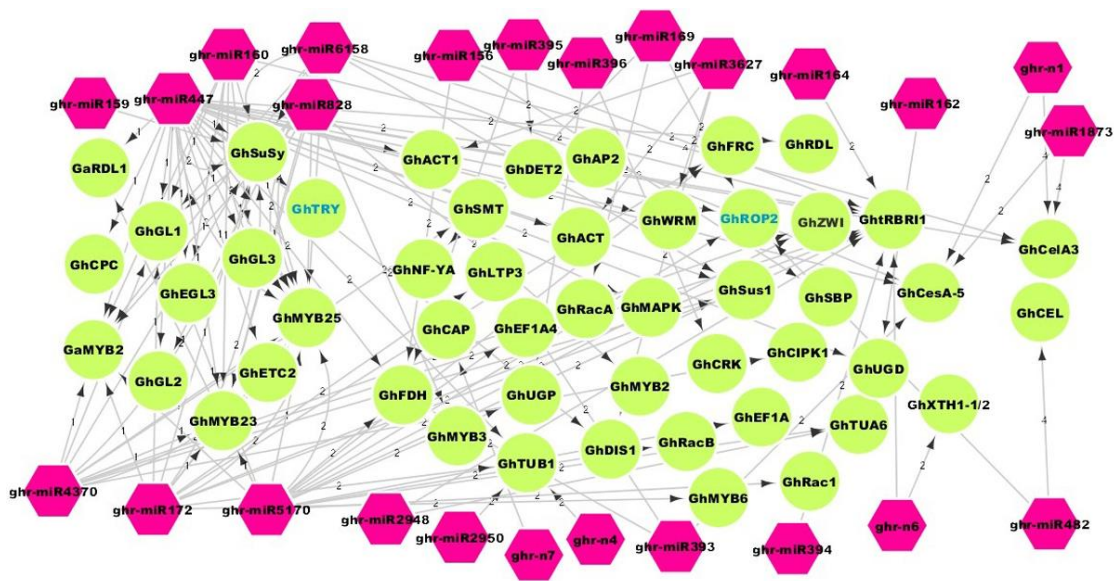 ghr-miR160
ghr-miR6158
ghr-miR156
ghr-miR395
ghr-miR396
ghr-miR169
ghr-miR3627
ghr-miR164
ghr-n1
ghr-miR159
ghr-miR447
ghr-miR828
ghr-miR162
ghr-miR1873
GaRDL1
GhSuSy
GhACT1
GhDET2
GhAP2
GhFRC
GhRDL
GhTRY
GhSMT
GhGL1
GhACT
GhWRM
GhROP2
GhZWI
GhtRBRI1
GhCelA3
GhCPC
GhGL3
GhNF-YA
GhLTP3
GhEGL3
GhMYB25
GhRacA
GhMAPK
GhSus1
GhSBP
GhCesA-5
GhCEL
GaMYB2
GhCAP
GhEF1A4
GhGL2
GhETC2
GhFDH
GhUGP
GhMYB2
GhCRK
GhCIPK1
GhUGD
GhXTH1-1/2
GhMYB23
GhMYB3
GhEF1A
GhTUA6
GhTUB1
GhDIS1
GhRacB
GhRac1
GhMYB6
ghr-miR4370
ghr-miR172
ghr-miR5170
ghr-miR2948
ghr-miR2950
ghr-n7
ghr-n4
ghr-miR393
ghr-miR394
ghr-n6
ghr-miR482